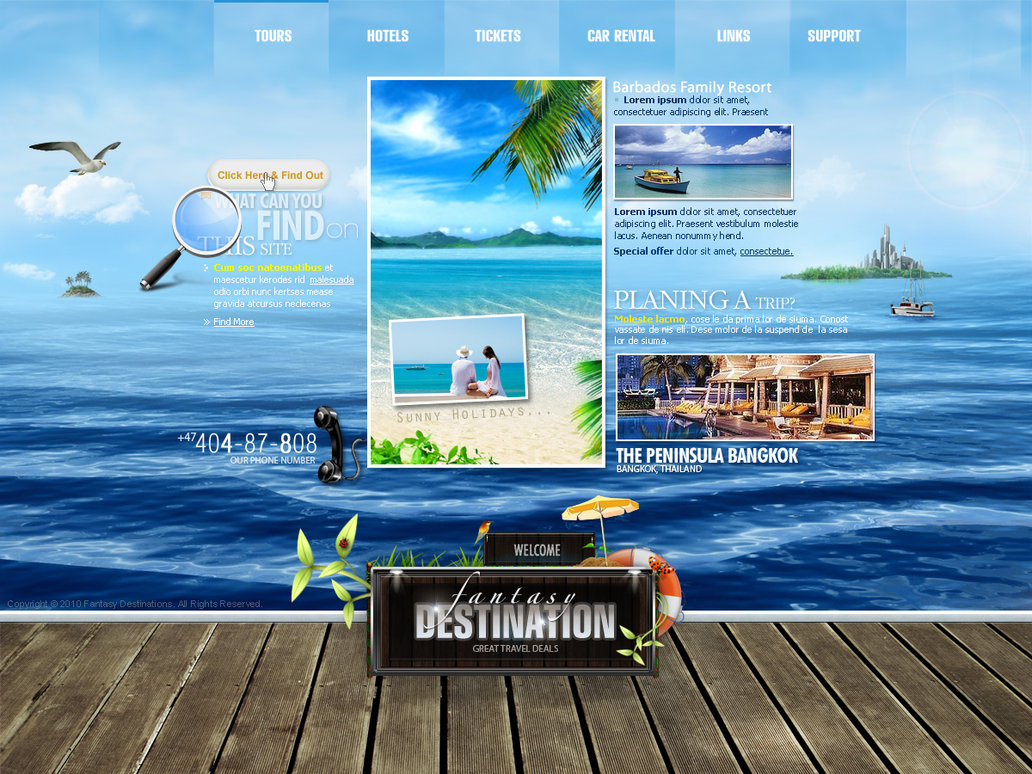 TOURS
HOTELS
TICKETS
CAR RENTAL
LINKS
SUPPORT
Click Here & Find Out
WHAT CAN YOU
FIND on
THIS SITE
Cum soc natoenatibus et
maescetur kerodes rid malesuada
odio orbi nunc kertses mease
gravida atcursus neclecenas
Find More
+47 404-87-808
OUR PHONE NUMBER
Sunny Holidays...
Barbados Family Resort
Lorem ipsum dolor sit amet,
consectetuer adipiscing elit. Praesent
Lorem ipsum dolor sit amet, consectetuer
adipiscing elit. Praesent vestibulum molestie
lacus. Aenean nonummy hend.
Special offer dolor sit amet, consectetue.
PLANING A TRIP?
Moleste lacmo, cose le da prima lor de siuma. Conost
vassate de nis eli. Dese molor de la suspend de la sesa
lor de siuma.
THE PENINSULA BANGKOK
BANGKOK, THAILAND
WELCOME
fantasy
DESTINATION
GREAT TRAVEL DEALS
Copyright © 2010 Fantasy Destinations. All Rights Reserved.